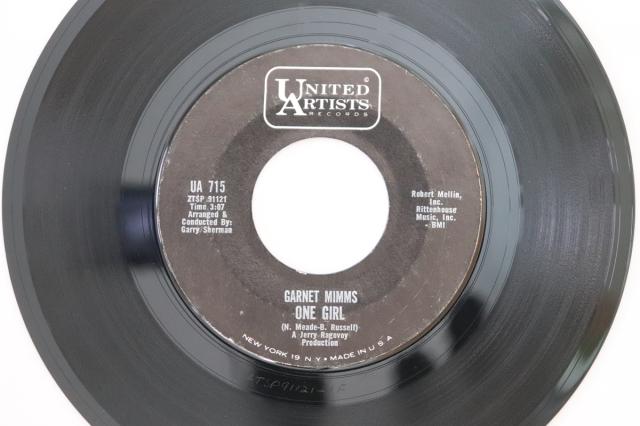 UNITED ©
ARTISTS
RECORDS
UA 715
ZTSP 91121
Time 3:07
Arranged &
Conducted By:
Garry Sherman
Robert Mellin,
Inc.
Rittenhouse
Music, Inc.
- BMI
GARNET MIMMS
ONE GIRL
(N. Meade-B. Russell)
A Jerry Ragovoy
Production
NEW YORK 19 N Y • MADE IN U S A
ZTSP91121-